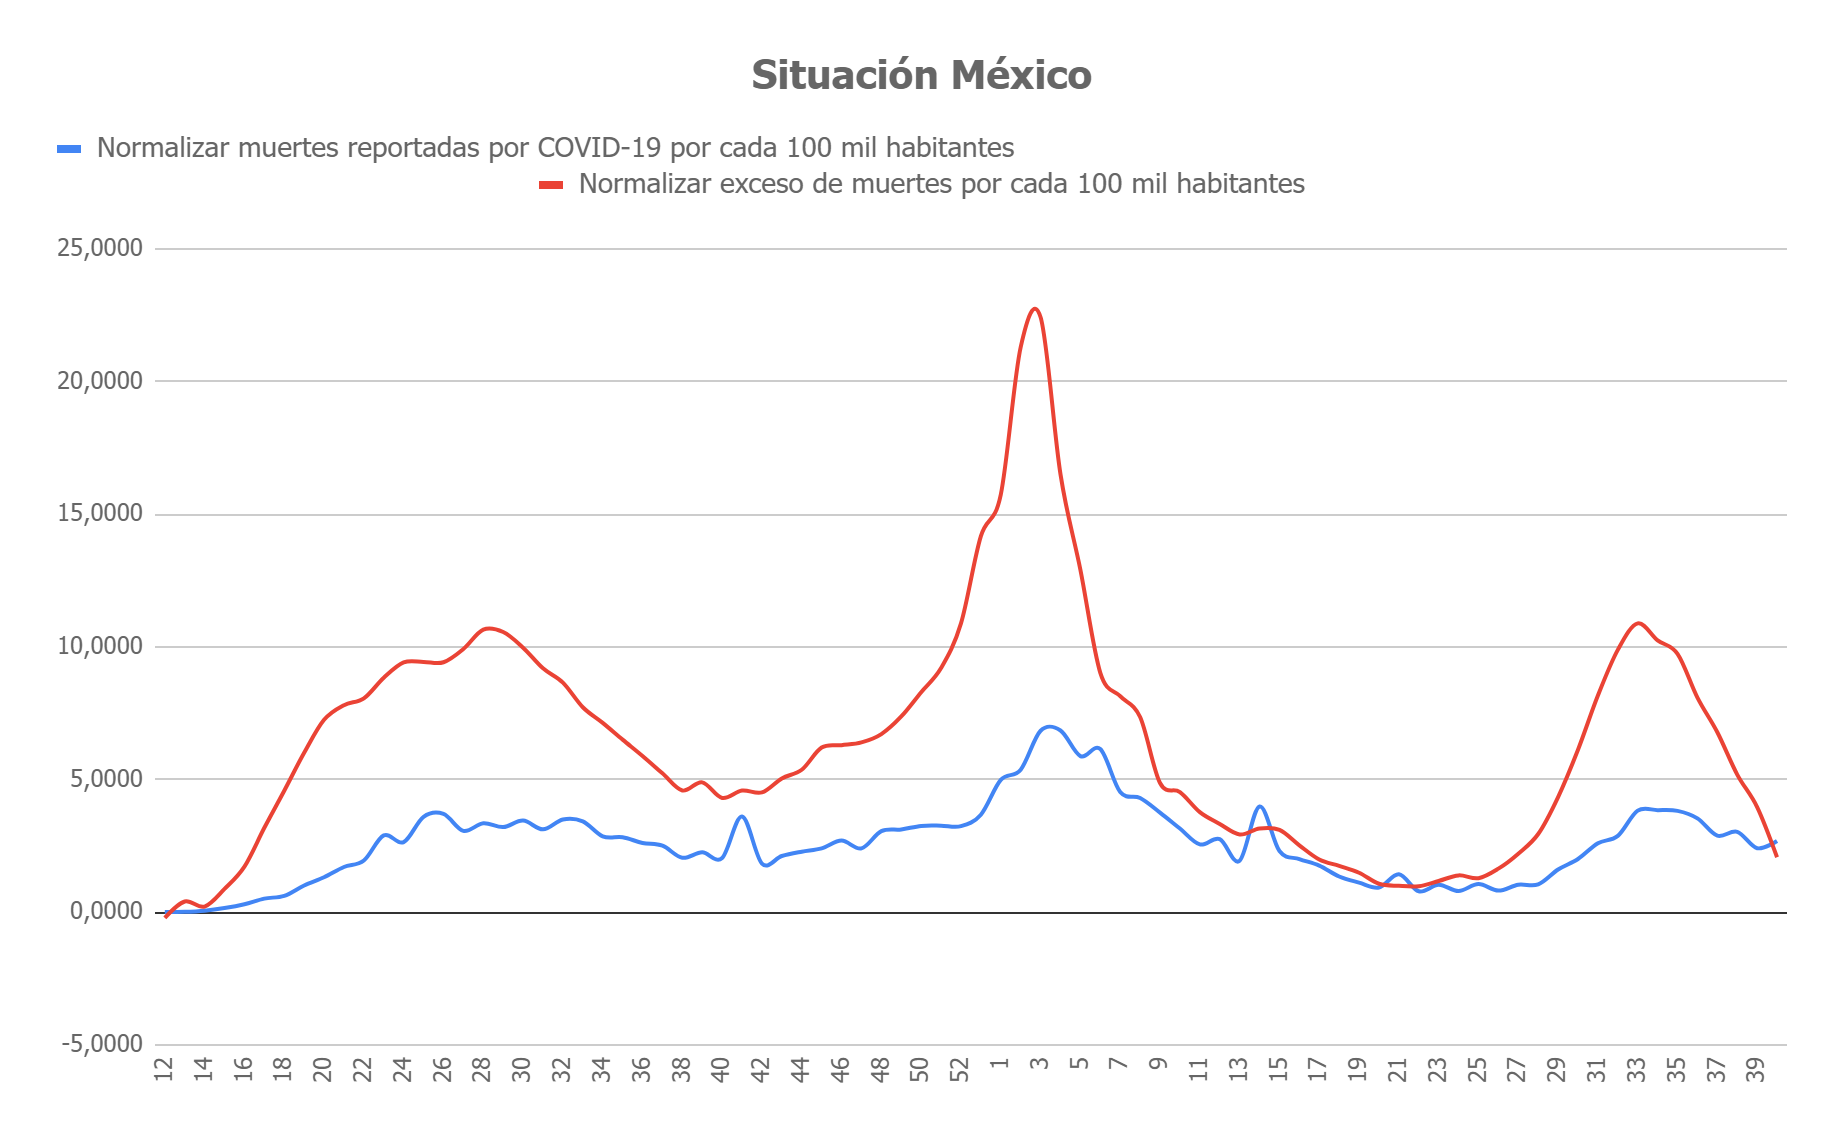 Situación México
Normalizar muertes reportadas por COVID-19 por cada 100 mil habitantes
Normalizar exceso de muertes por cada 100 mil habitantes
25,0000
20,0000
15,0000
10,0000
5,0000
0,0000
-5,0000
12 14 16 18 20 22 24 26 28 30 32 34 36 38 40 42 44 46 48 50 52 1 3 5 7 9 11 13 15 17 19 21 23 25 27 29 31 33 35 37 39